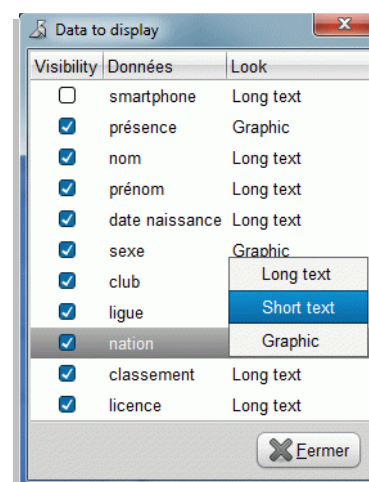 Data to display
Visibility Données Look
smartphone Long text
présence Graphic
nom Long text
prénom Long text
date naissance Long text
sexe Graphic
club Long text
ligue Short text
nation Graphic
classement Long text
licence Long text
Fermer